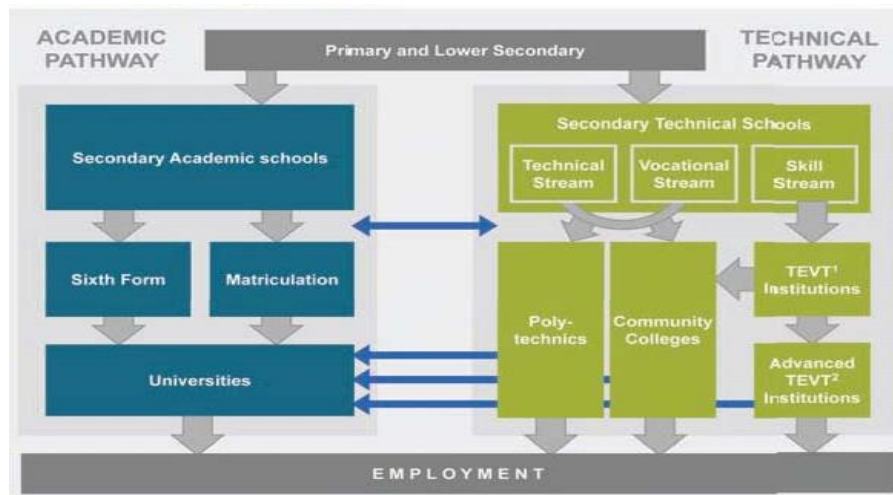 ACADEMIC
PATHWAY
Primary and Lower Secondary
TECHNICAL
PATHWAY
Secondary Academic schools
Secondary Technical Schools
Technical
Stream
Vocational
Stream
Skill
Stream
Sixth Form
Matriculation
Poly-
technics
Community
Colleges
TEVT¹
Institutions
Universities
Advanced
TEVT²
Institutions
EMPLOYMENT